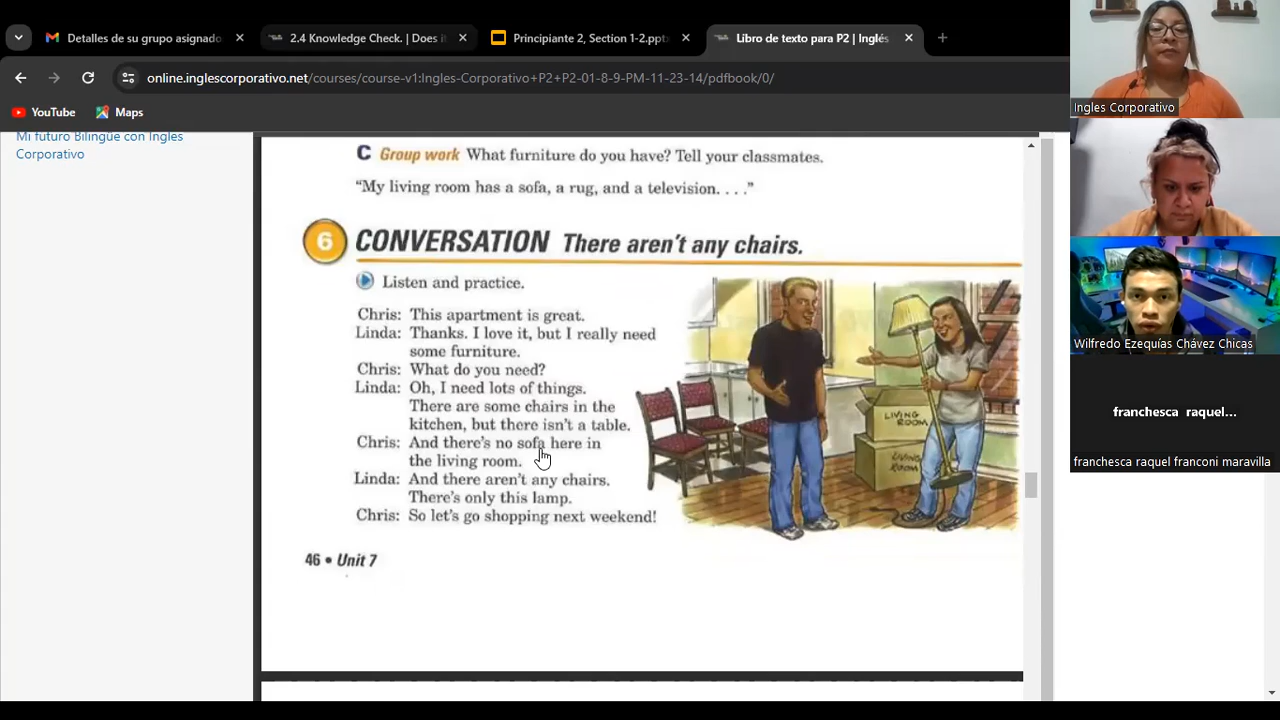 Detalles de su grupo asignado
2.4 Knowledge Check. | Does i
Principiante 2, Section 1-2.ppt
Libro de texto para P2 | Inglés
online.inglescorporativo.net/courses/course-v1:Ingles-Corporativo+P2+P2-01-8-9-PM-11-23-14/pdfbook/0/
YouTube
Maps
Mi futuro Bilingüe con Ingles
Corporativo
C Group work What furniture do you have? Tell your classmates.
"My living room has a sofa, a rug, and a television. . . ."
6 CONVERSATION There aren't any chairs.
Listen and practice.
Chris: This apartment is great.
Linda: Thanks. I love it, but I really need
some furniture.
Chris: What do you need?
Linda: Oh, I need lots of things.
There are some chairs in the
kitchen, but there isn't a table.
Chris: And there's no sofa here in
the living room.
Linda: And there aren't any chairs.
There's only this lamp.
Chris: So let's go shopping next weekend!
LIVING
ROOM
LIVING
ROOM
46 • Unit 7
Ingles Corporativo
Wilfredo Ezequías Chávez Chicas
franchesca raquel...
franchesca raquel franconi maravilla